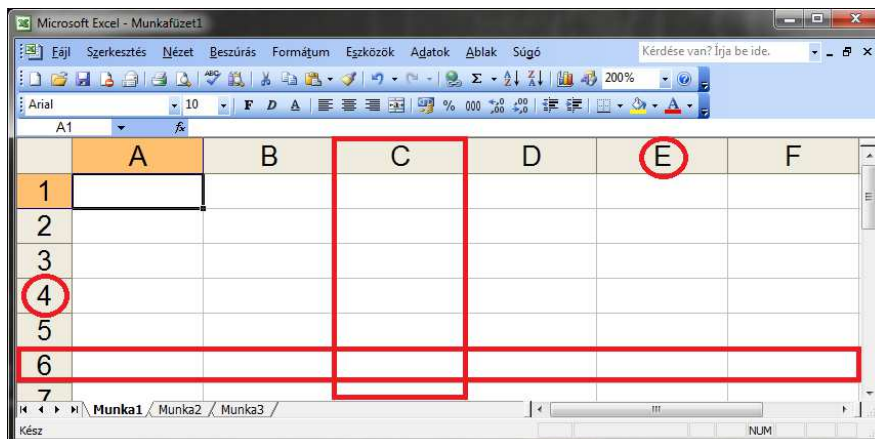 Microsoft Excel - Munkafüzet1
Fájl Szerkesztés Nézet Beszúrás Formátum Eszközök Adatok Ablak Súgó Kérdése van? Írja be ide.
200%
Arial 10 F D A % 000
A1 fx
A B C D E F
1
2
3
4
5
6
7
Munka1 Munka2 Munka3
Kész NUM